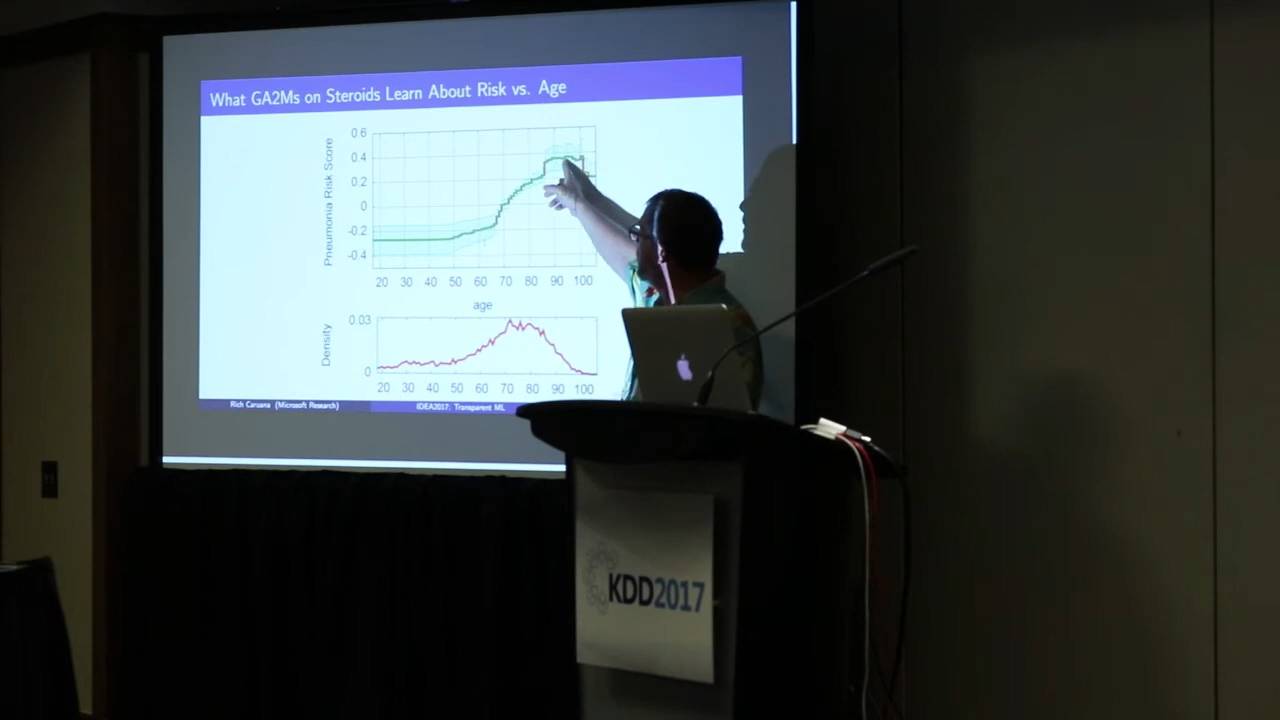 What GA2Ms on Steroids Learn About Risk vs. Age
Pneumonia Risk Score
0.6
0.4
0.2
0
-0.2
-0.4
20 30 40 50 60 70 80 90 100
age
Density
0.03
0
20 30 40 50 60 70 80 90 100
Rich Caruana (Microsoft Research)
IDEA2017: Transparent ML
KDD2017